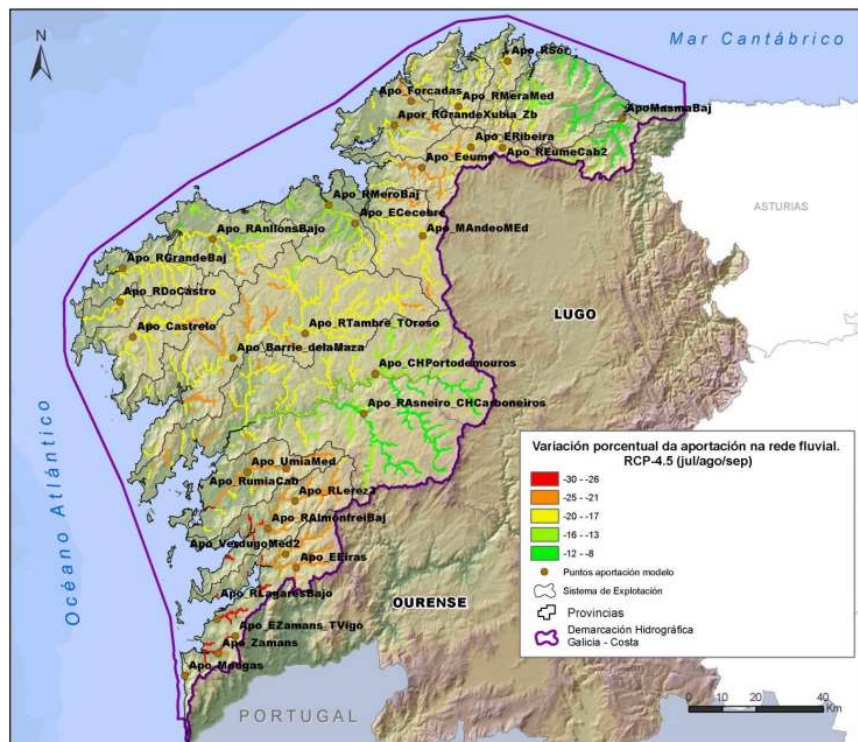 Mar Cantábrico
N
Apo_RSor
Apo_Forcadas
Apo_RMeraMed
Apor_RGrandeXubia_Zb
ApoMasmaBaj
Apo_ERibeira
Apo_Eeume
Apo_REumeCab2
Apo_RMeroBaj
Apo_ECecebre
ASTURIAS
Apo_RAnllonsBajo
Apo_MAndeoMEd
Apo_RGrandeBaj
Apo_RDoCastro
LUGO
Apo_Castrelo
Apo_RTambre_TOroso
Apo_Barrie_delaMaza
Apo_CHPortodemouros
Océano Atlántico
Apo_RAsneiro_CHCarboneiros
Apo_UmiaMed
Apo_RumiaCab
Apo_RLerez1
Apo_RAlmonfreiBaj
Apo_VerdugoMed2
Apo_EEiras
Apo_RLagaresBajo
OURENSE
Apo_EZamans_TVigo
Apo_Zamans
Apo_Mougas
PORTUGAL
Variación porcentual da aportación na rede fluvial.
RCP-4.5 (jul/ago/sep)
-30 - -26
-25 - -21
-20 - -17
-16 - -13
-12 - -8
Puntos aportación modelo
Sistema de Explotación
Provincias
Demarcación Hidrográfica
Galicia - Costa
0 10 20 40
Km